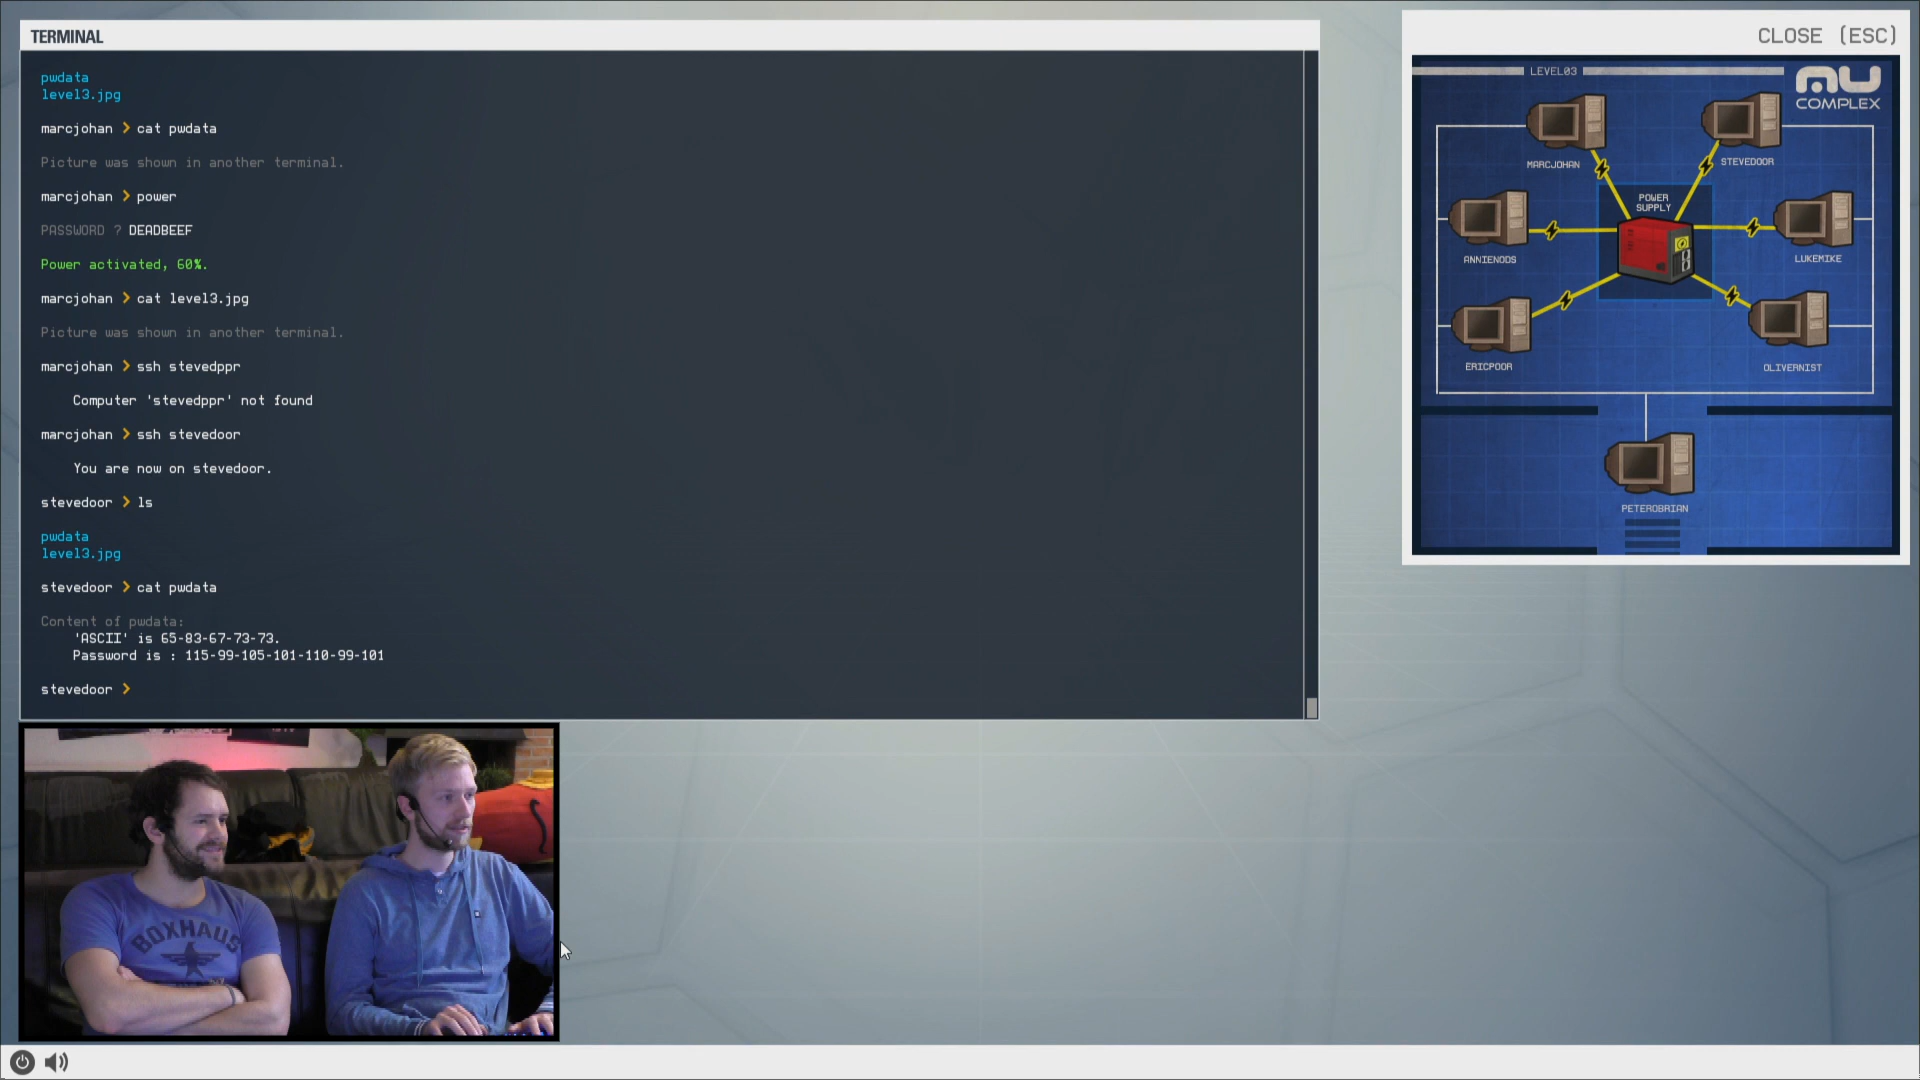 TERMINAL
pwdata
level3.jpg
marcjohan > cat pwdata
Picture was shown in another terminal.
marcjohan > power
PASSWORD ? DEADBEEF
Power activated, 60%.
marcjohan > cat level3.jpg
Picture was shown in another terminal.
marcjohan > ssh stevedppr
Computer 'stevedppr' not found
marcjohan > ssh stevedoor
You are now on stevedoor.
stevedoor > ls
pwdata
level3.jpg
stevedoor > cat pwdata
Content of pwdata:
'ASCII' is 65-83-67-73-73.
Password is : 115-99-105-101-110-99-101
stevedoor >
CLOSE (ESC)
LEVEL03
MU
COMPLEX
MARCJOHAN
STEVEDOOR
POWER
SUPPLY
ANNIENODS
LUKEMIKE
ERICPOOR
OLIVERNIST
PETEROBRIAN
BOXHAUS